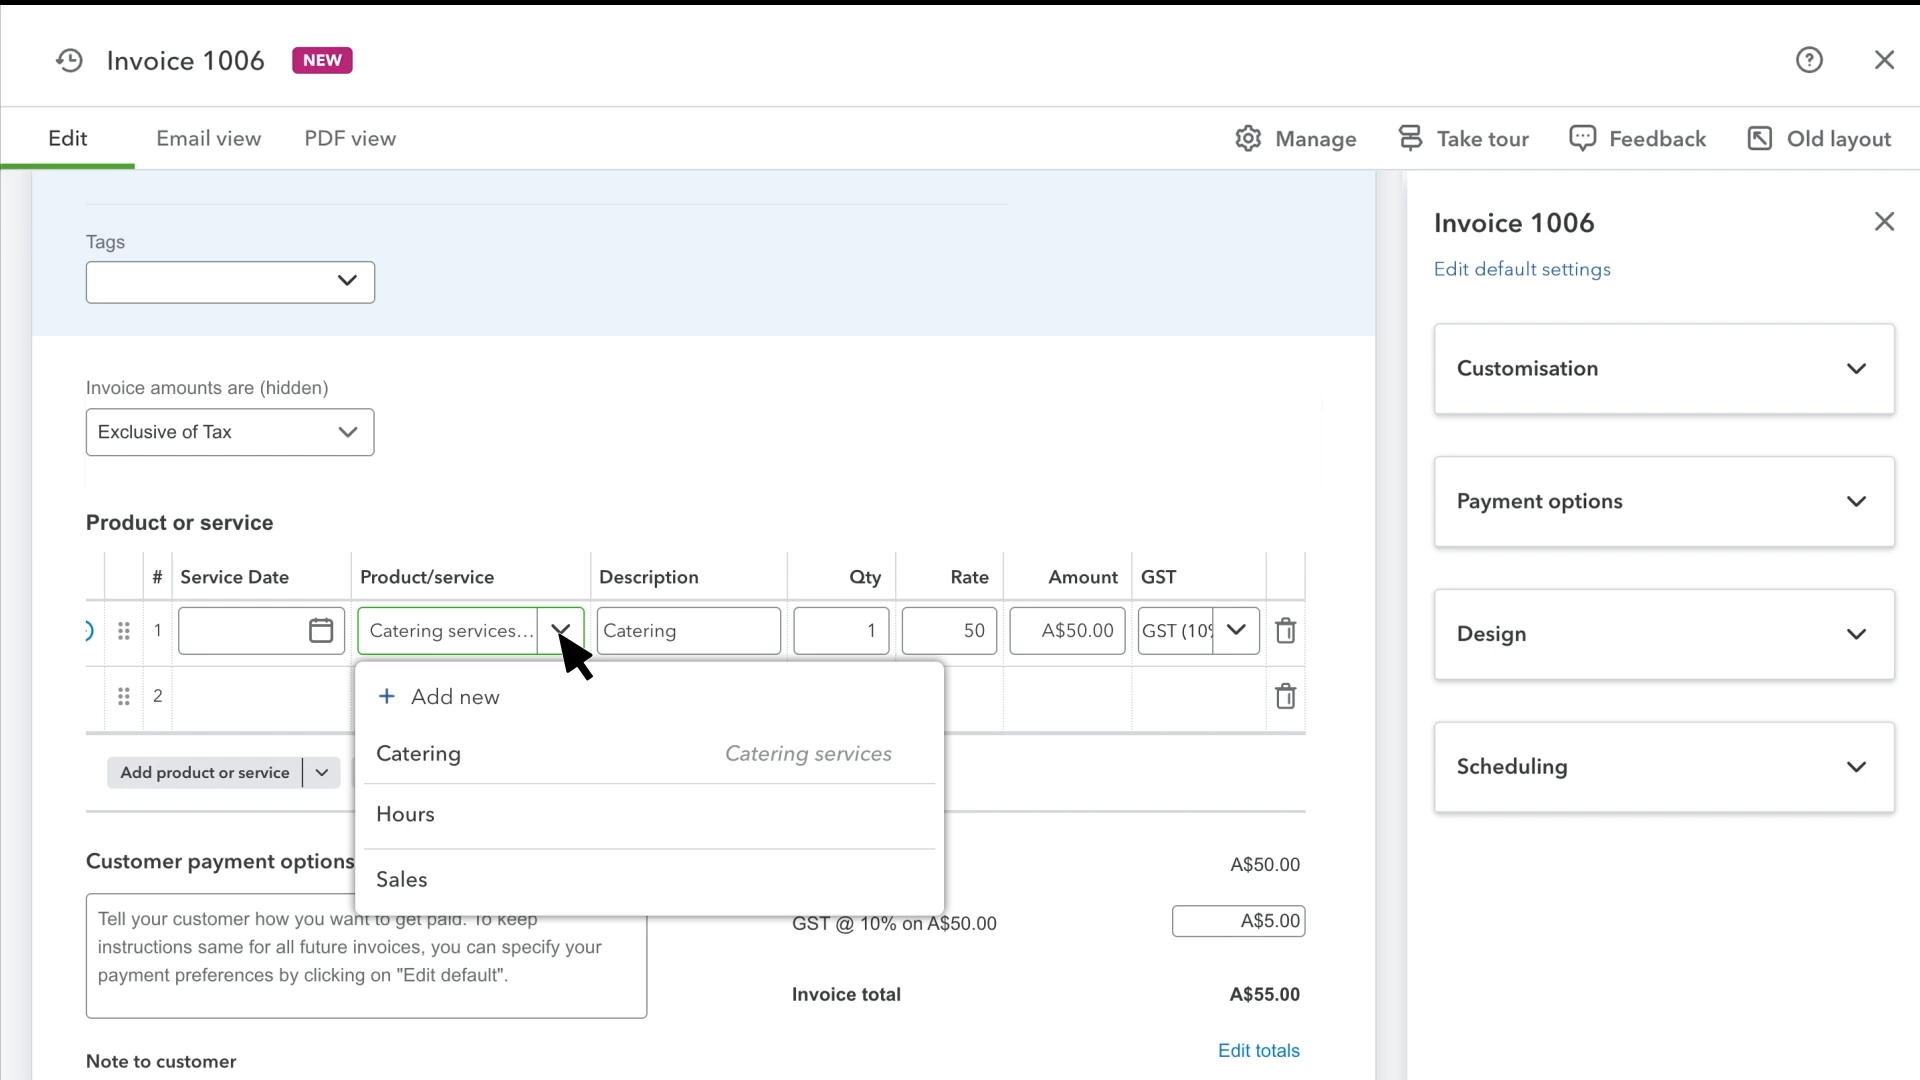 Invoice 1006 NEW
Edit Email view PDF view Manage Take tour Feedback Old layout
Tags
Invoice amounts are (hidden)
Exclusive of Tax
Product or service
# Service Date Product/service Description Qty Rate Amount GST
1 Catering services... Catering 1 50 A$50.00 GST (10%
2
+ Add new
Catering Catering services
Hours
Sales
Add product or service
Customer payment options
A$50.00
Tell your customer how you want to get paid. To keep
instructions same for all future invoices, you can specify your
payment preferences by clicking on "Edit default".
GST @ 10% on A$50.00 A$5.00
Invoice total A$55.00
Edit totals
Note to customer
Invoice 1006
Edit default settings
Customisation
Payment options
Design
Scheduling